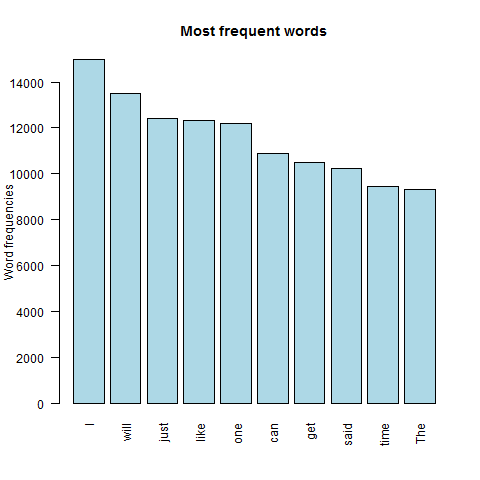 Most frequent words
Word frequencies
14000
12000
10000
8000
6000
4000
2000
0
I
will
just
like
one
can
get
said
time
The